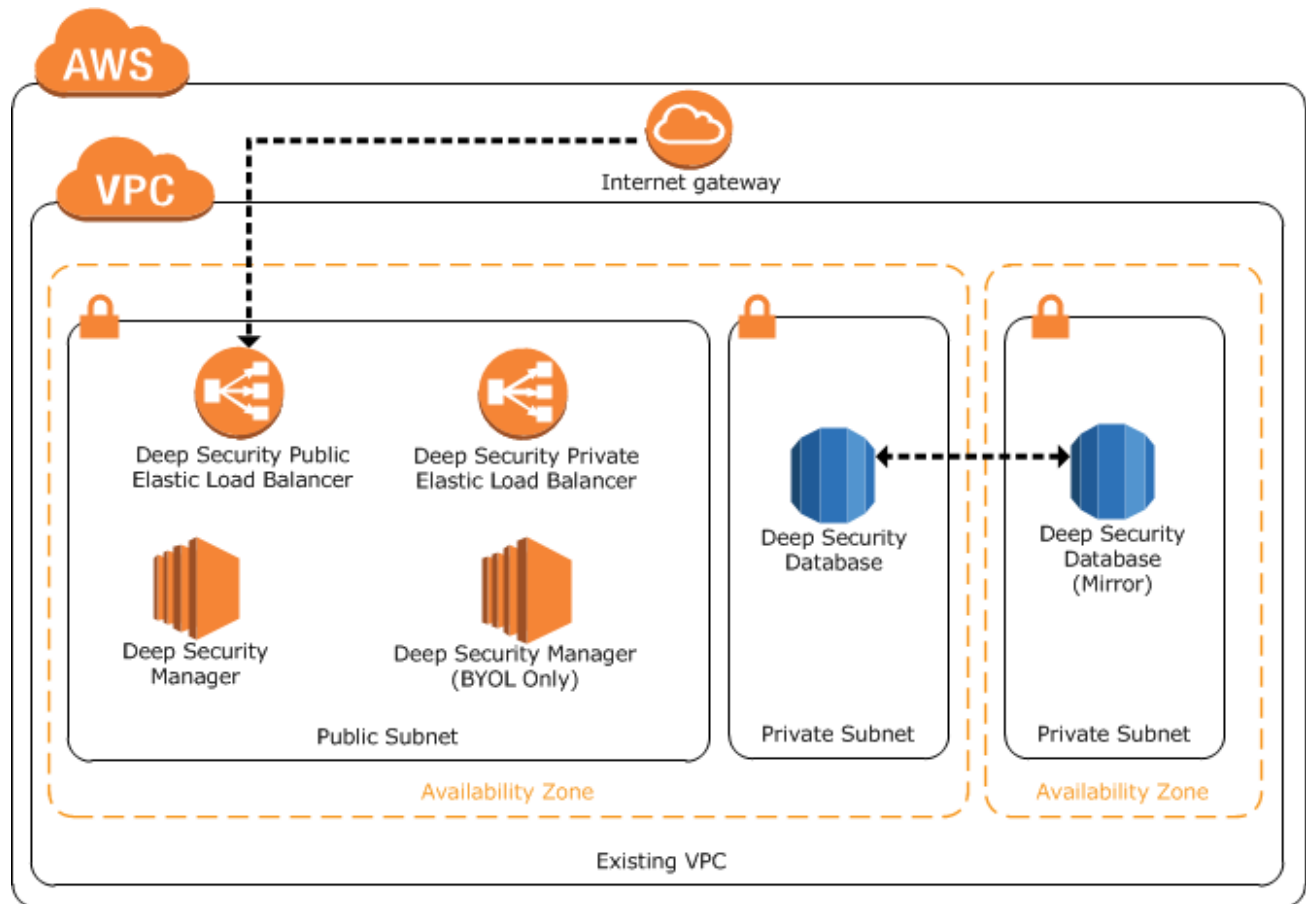 AWS
VPC
Internet gateway
Deep Security Public
Elastic Load Balancer
Deep Security Private
Elastic Load Balancer
Deep Security
Manager
Deep Security Manager
(BYOL Only)
Public Subnet
Deep Security
Database
Private Subnet
Availability Zone
Deep Security
Database
(Mirror)
Private Subnet
Availability Zone
Existing VPC